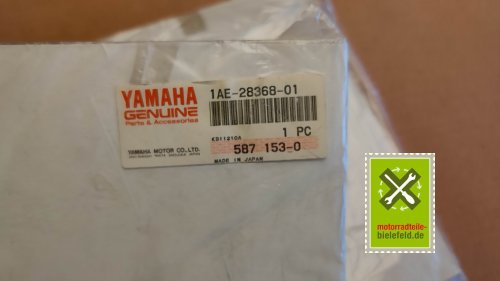 YAMAHA
GENUINE
Parts & Accessories
YAMAHA MOTOR CO., LTD.
1AE-28368-01
1 PC
K911210A
587 153-0
MADE IN JAPAN
motorradteile-
bielefeld.de